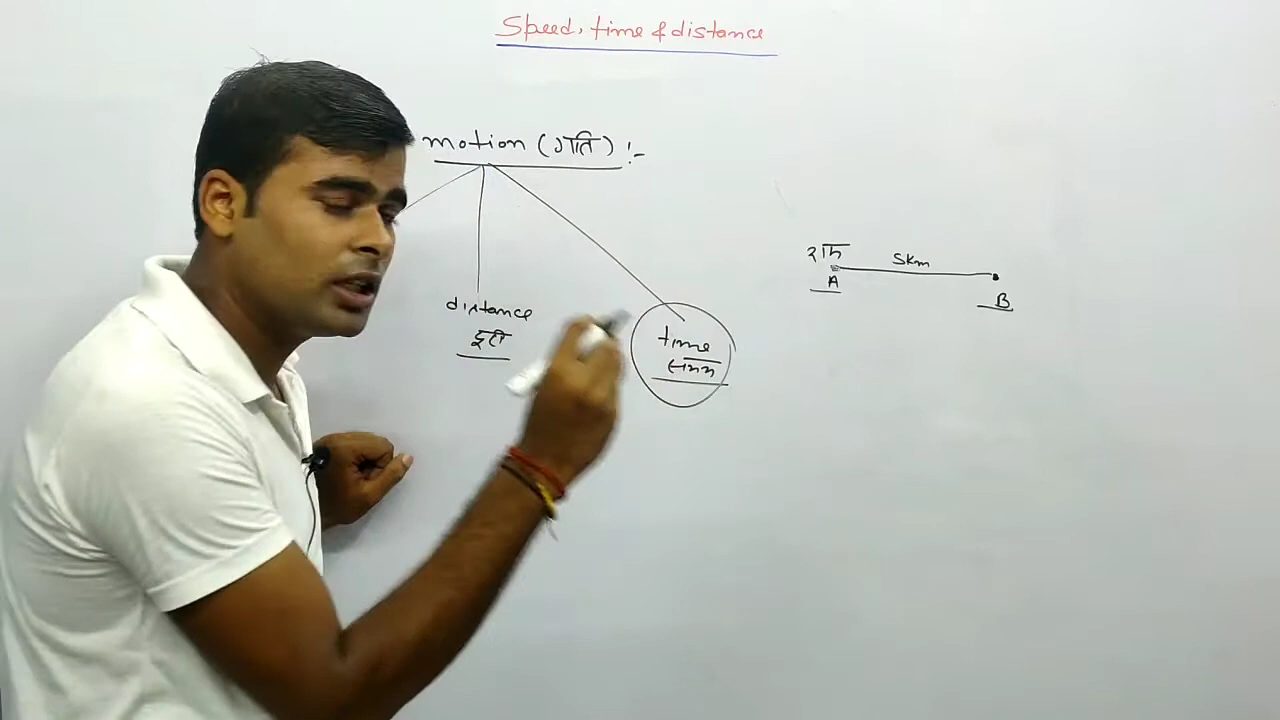 Speed, time & distance
motion (गति) :-
distance
दूरी
time
समय
राम
5km
A
B